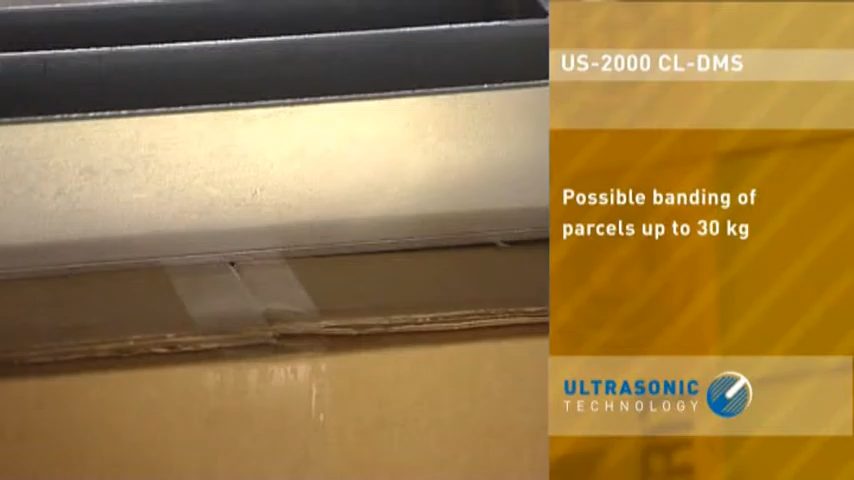 US-2000 CL-DMS
Possible banding of
parcels up to 30 kg
ULTRASONIC
TECHNOLOGY